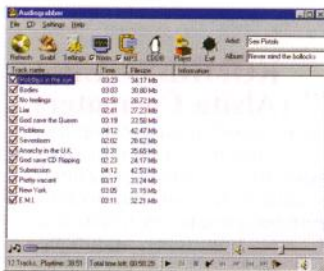 Audiograbber
File CD Settings Help
Refresh Grab! Settings Norm. MP3 CDDB Player Exit
Artist: Sex Pistols
Album: Never mind the bollocks
Track name Time Filesize Information
Holidays in the sun 03:23 34.17 Mb
Bodies 03:03 30.80 Mb
No feelings 02:50 28.72 Mb
Liar 02:41 27.23 Mb
God save the Queen 03:19 33.58 Mb
Problems 04:12 42.47 Mb
Seventeen 02:02 20.62 Mb
Anarchy in the U.K. 03:31 35.65 Mb
God save CD Ripping 02:23 24.17 Mb
Submission 04:12 42.53 Mb
Pretty vacant 03:17 33.24 Mb
New York 03:05 31.15 Mb
E.M.I. 03:11 32.21 Mb
12 Tracks. Playtime: 38:51 Total time left: 00:50:29